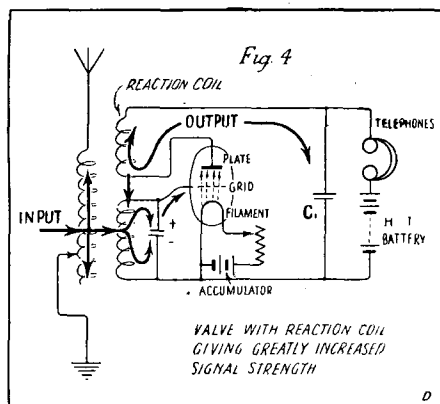 Fig. 4
REACTION COIL
OUTPUT
TELEPHONES
PLATE
GRID
FILAMENT
INPUT
+
-
C1
H T
BATTERY
ACCUMULATOR
VALVE WITH REACTION COIL
GIVING GREATLY INCREASED
SIGNAL STRENGTH
D